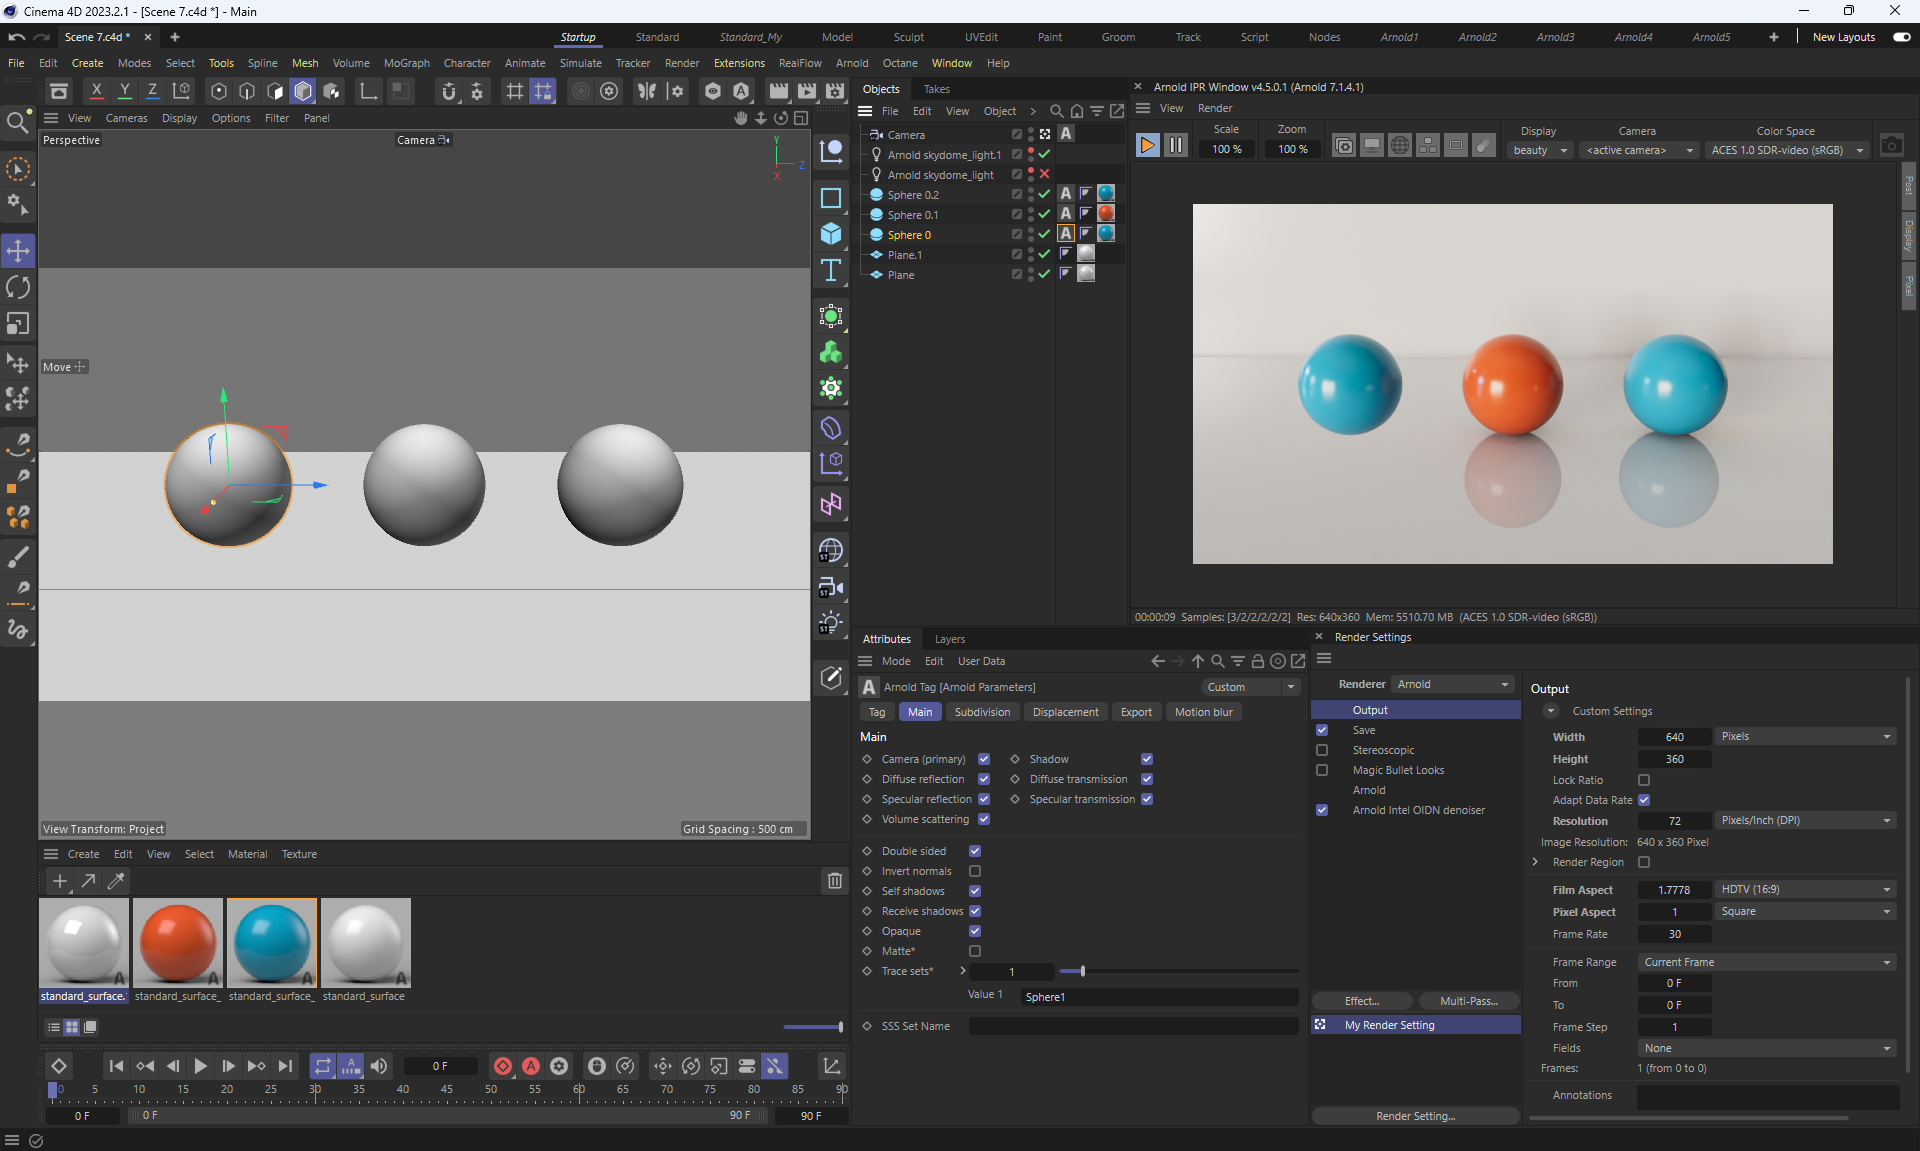 Cinema 4D 2023.2.1 - [Scene 7.c4d *] - Main
Scene 7.c4d *
Startup Standard Standard_My Model Sculpt UVEdit Paint Groom Track Script Nodes Arnold1 Arnold2 Arnold3 Arnold4 Arnold5 New Layouts
File Edit Create Modes Select Tools Spline Mesh Volume MoGraph Character Animate Simulate Tracker Render Extensions RealFlow Arnold Octane Window Help
X Y Z
View Cameras Display Options Filter Panel
Perspective
Camera
Y
Z
X
Move
View Transform: Project
Grid Spacing : 500 cm
ST
ST
ST
Objects Takes
File Edit View Object
Camera
Arnold skydome_light.1
Arnold skydome_light
Sphere 0.2
Sphere 0.1
Sphere 0
Plane.1
Plane
Arnold IPR Window v4.5.0.1 (Arnold 7.1.4.1)
View Render
Scale Zoom Display Camera Color Space
100 % 100 % beauty <active camera> ACES 1.0 SDR-video (sRGB)
Post
Display
Pixel
00:00:09 Samples: [3/2/2/2/2/2] Res: 640x360 Mem: 5510.70 MB (ACES 1.0 SDR-video (sRGB))
Attributes Layers
Mode Edit User Data
Arnold Tag [Arnold Parameters] Custom
Tag Main Subdivision Displacement Export Motion blur
Main
Camera (primary) Shadow
Diffuse reflection Diffuse transmission
Specular reflection Specular transmission
Volume scattering
Double sided
Invert normals
Self shadows
Receive shadows
Opaque
Matte*
Trace sets* 1
Value 1 Sphere1
SSS Set Name
Render Settings
Renderer Arnold
Output
Save
Stereoscopic
Magic Bullet Looks
Arnold
Arnold Intel OIDN denoiser
Effect... Multi-Pass...
My Render Setting
Render Setting...
Output
Custom Settings
Width 640 Pixels
Height 360
Lock Ratio
Adapt Data Rate
Resolution 72 Pixels/Inch (DPI)
Image Resolution: 640 x 360 Pixel
Render Region
Film Aspect 1.7778 HDTV (16:9)
Pixel Aspect 1 Square
Frame Rate 30
Frame Range Current Frame
From 0 F
To 0 F
Frame Step 1
Fields None
Frames: 1 (from 0 to 0)
Annotations
Create Edit View Select Material Texture
standard_surface. standard_surface_ standard_surface_ standard_surface
0 F
0 5 10 15 20 25 30 35 40 45 50 55 60 65 70 75 80 85 90
0 F 0 F 90 F 90 F